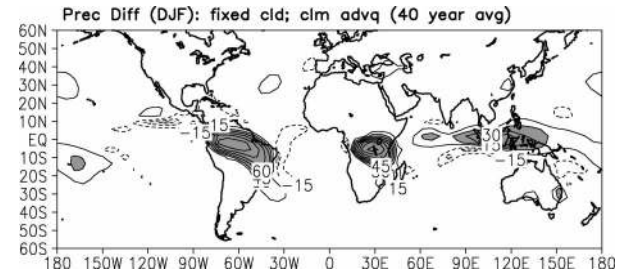 Prec Diff (DJF): fixed cld; clm advq (40 year avg)
60N
50N
40N
30N
20N
10N
EQ
10S
20S
30S
40S
50S
60S
15
-15
30
15
-15
60
-15
45
15
180 150W 120W 90W 60W 30W 0 30E 60E 90E 120E 150E 180